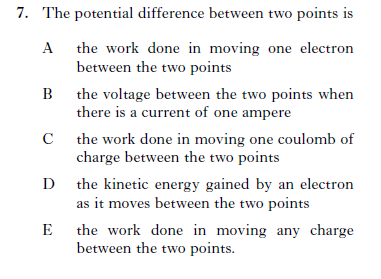 7. The potential difference between two points is
A the work done in moving one electron
between the two points
B the voltage between the two points when
there is a current of one ampere
C the work done in moving one coulomb of
charge between the two points
D the kinetic energy gained by an electron
as it moves between the two points
E the work done in moving any charge
between the two points.